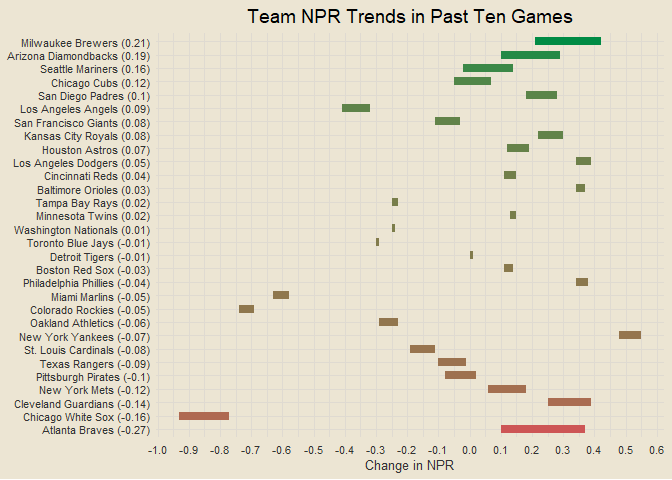 Team NPR Trends in Past Ten Games
Milwaukee Brewers (0.21)
Arizona Diamondbacks (0.19)
Seattle Mariners (0.16)
Chicago Cubs (0.12)
San Diego Padres (0.1)
Los Angeles Angels (0.09)
San Francisco Giants (0.08)
Kansas City Royals (0.08)
Houston Astros (0.07)
Los Angeles Dodgers (0.05)
Cincinnati Reds (0.04)
Baltimore Orioles (0.03)
Tampa Bay Rays (0.02)
Minnesota Twins (0.02)
Washington Nationals (0.01)
Toronto Blue Jays (-0.01)
Detroit Tigers (-0.01)
Boston Red Sox (-0.03)
Philadelphia Phillies (-0.04)
Miami Marlins (-0.05)
Colorado Rockies (-0.05)
Oakland Athletics (-0.06)
New York Yankees (-0.07)
St. Louis Cardinals (-0.08)
Texas Rangers (-0.09)
Pittsburgh Pirates (-0.1)
New York Mets (-0.12)
Cleveland Guardians (-0.14)
Chicago White Sox (-0.16)
Atlanta Braves (-0.27)
-1.0 -0.9 -0.8 -0.7 -0.6 -0.5 -0.4 -0.3 -0.2 -0.1 0.0 0.1 0.2 0.3 0.4 0.5 0.6
Change in NPR